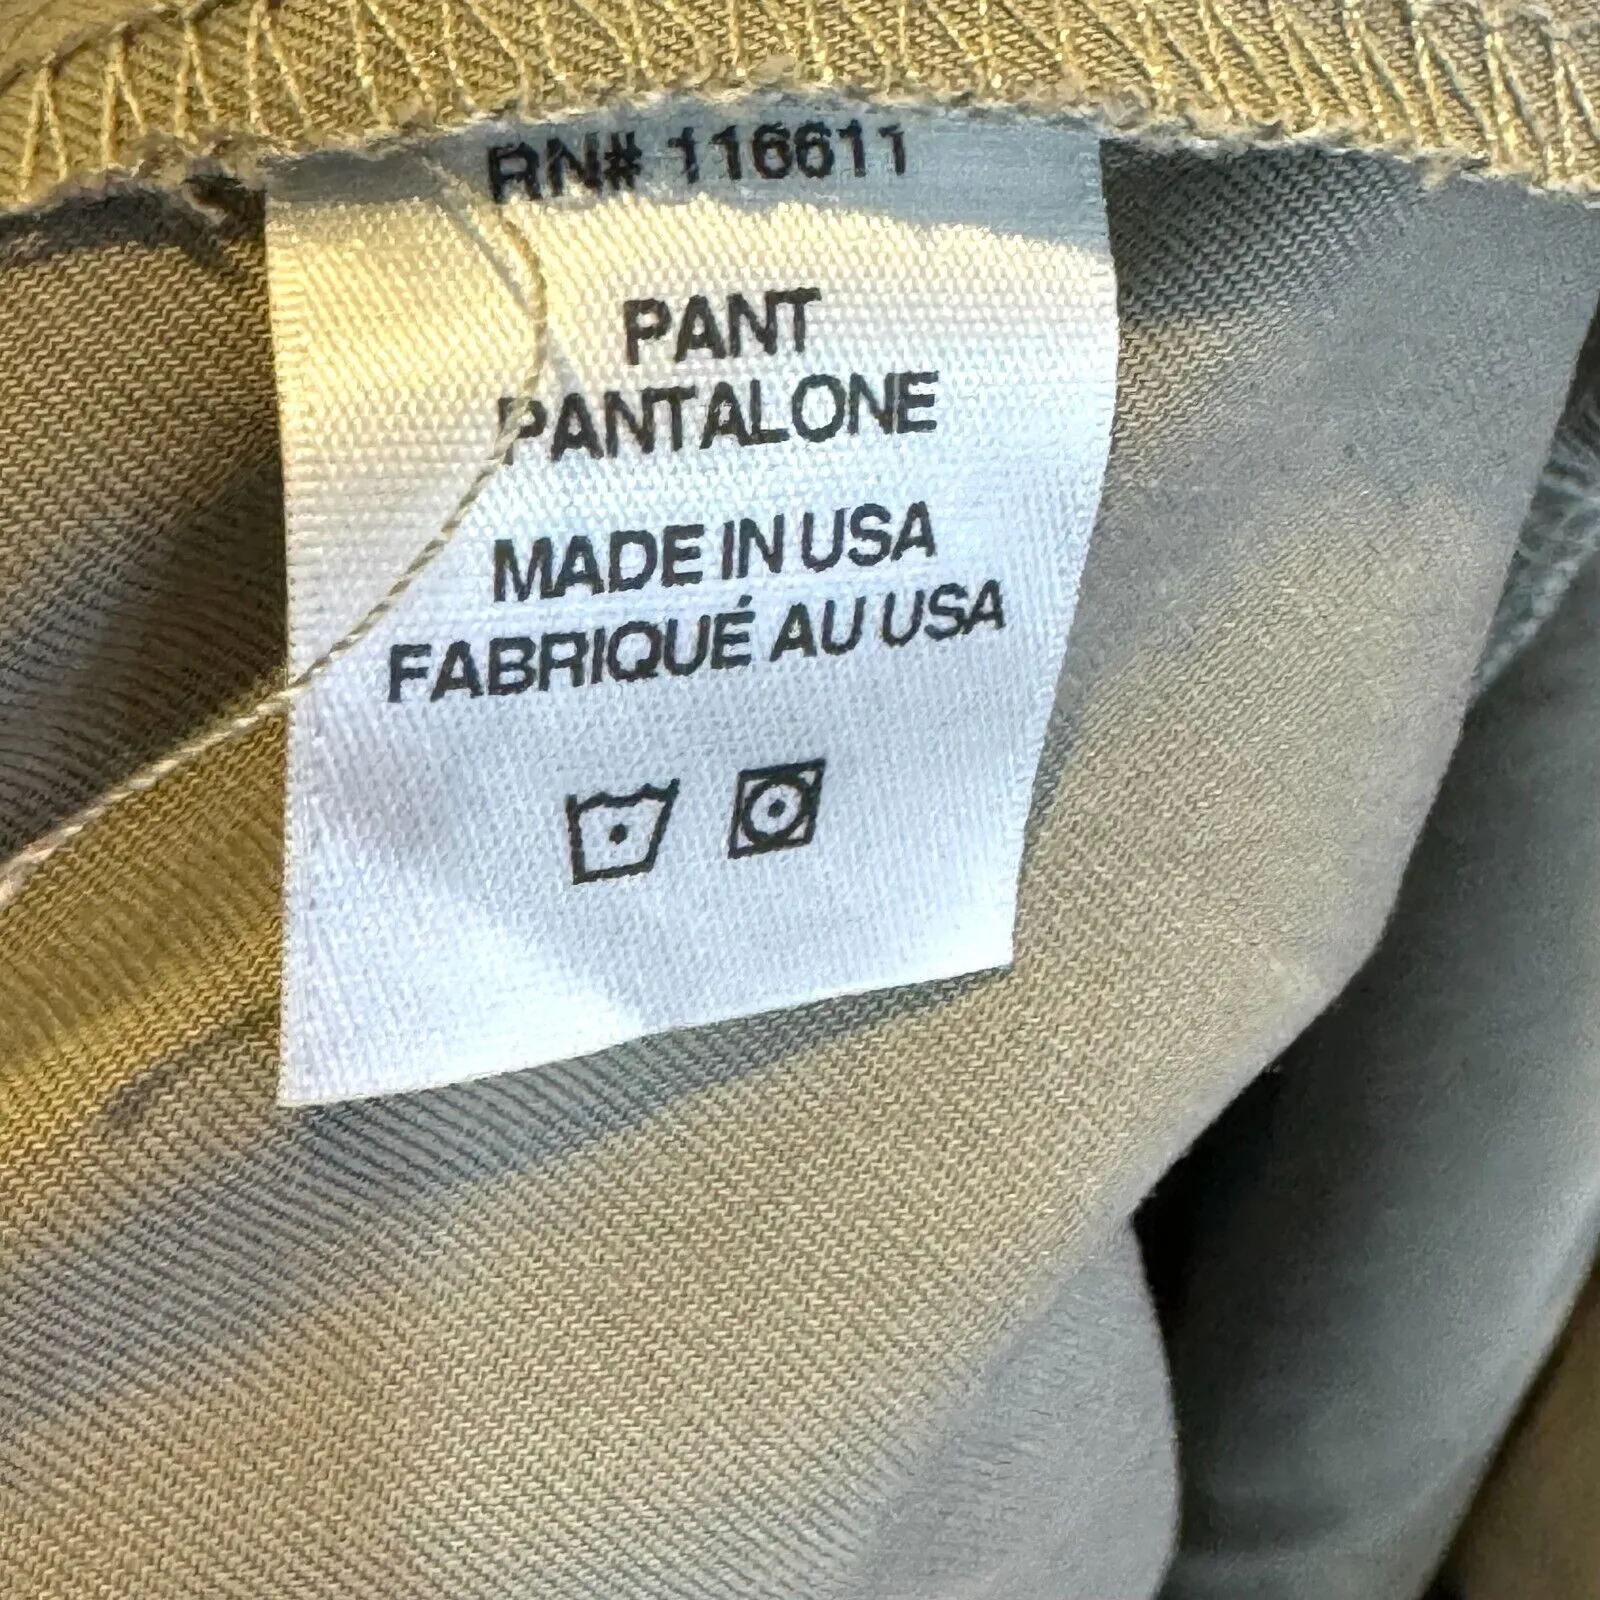 RN# 116611
PANT
PANTALONE
MADE IN USA
FABRIQUÉ AU USA